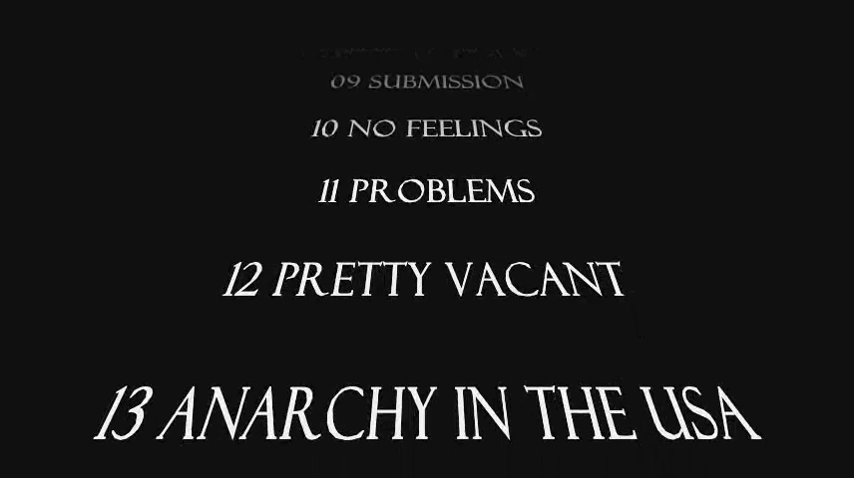 09 SUBMISSION
10 NO FEELINGS
11 PROBLEMS
12 PRETTY VACANT
13 ANARCHY IN THE USA